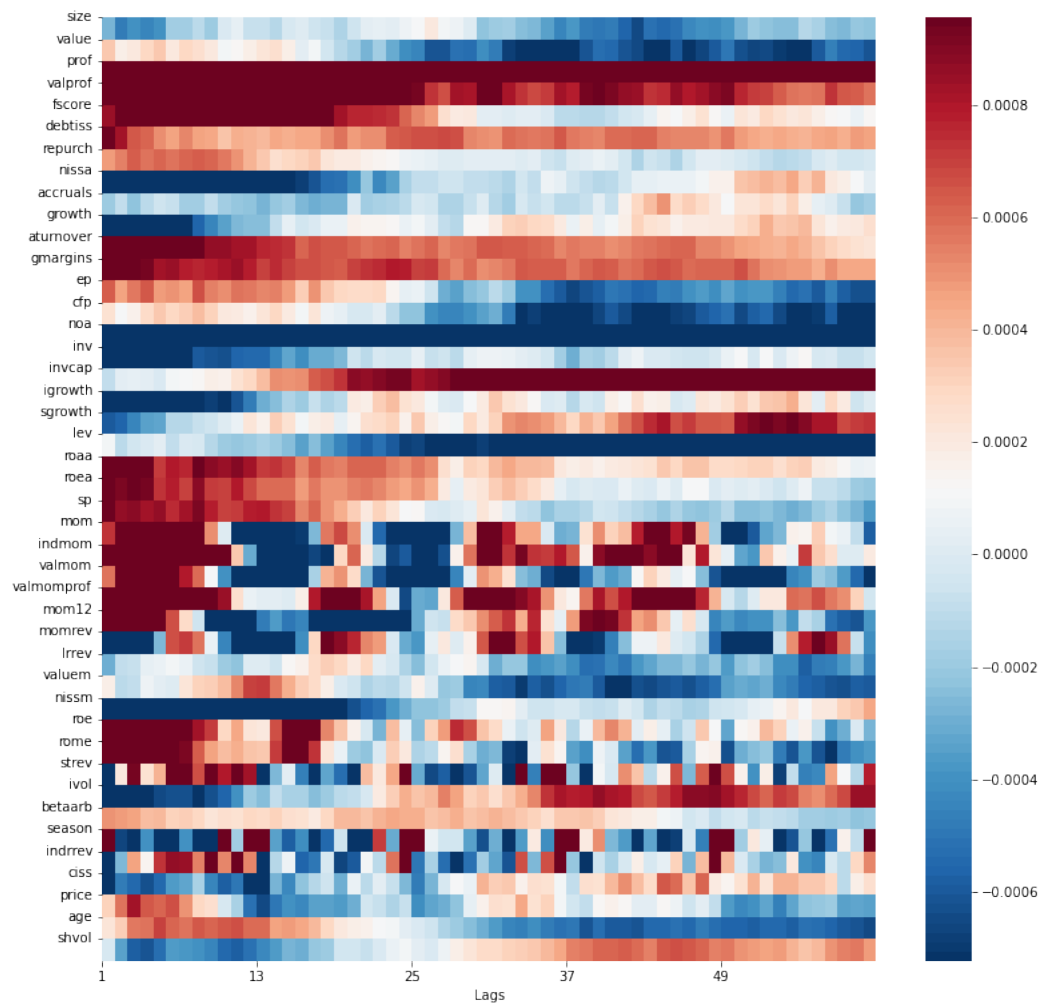 size
value
prof
valprof
fscore
debtiss
repurch
nissa
accruals
growth
aturnover
gmargins
ep
cfp
noa
inv
invcap
igrowth
sgrowth
lev
roaa
roea
sp
mom
indmom
valmom
valmomprof
mom12
momrev
lrrev
valuem
nissm
roe
rome
strev
ivol
betaarb
season
indrrev
ciss
price
age
shvol
1 13 25 37 49
Lags
0.0008
0.0006
0.0004
0.0002
0.0000
−0.0002
−0.0004
−0.0006